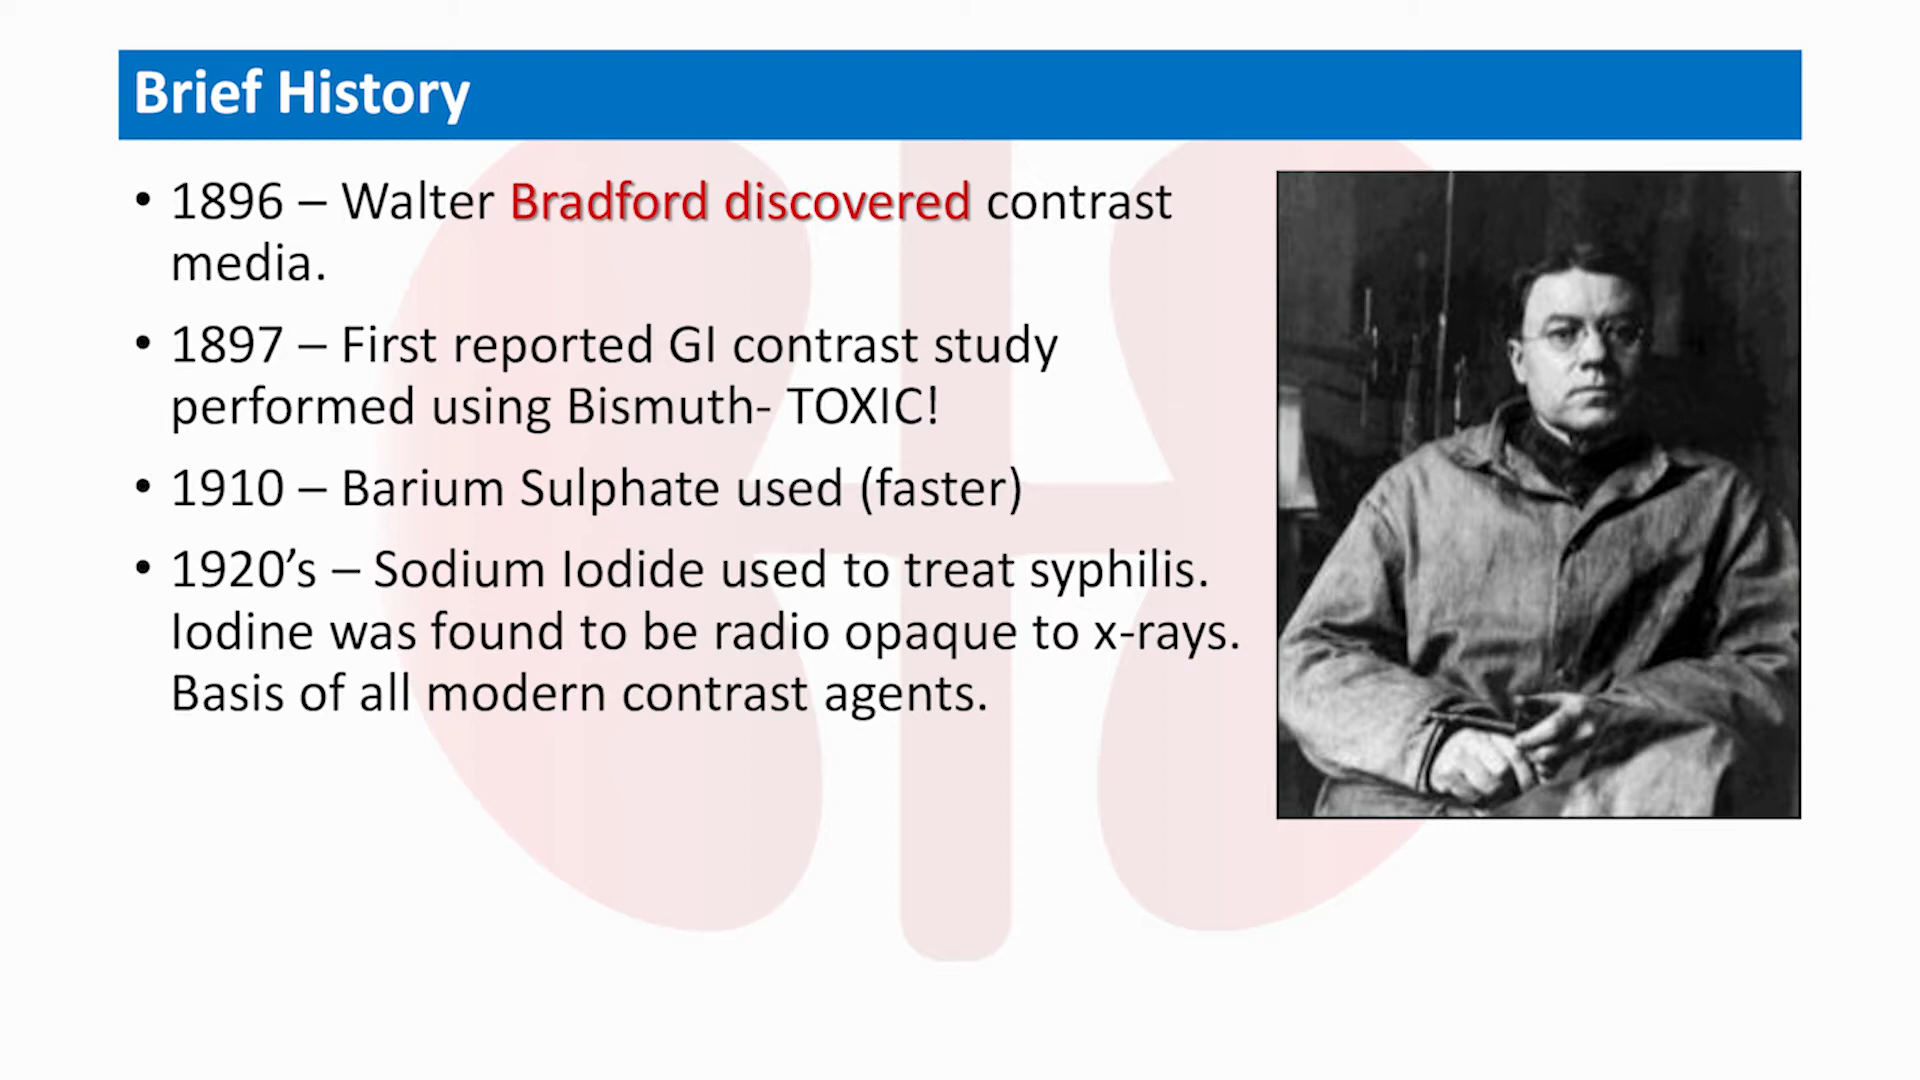 Brief History
• 1896 – Walter Bradford discovered contrast
media.
• 1897 – First reported GI contrast study
performed using Bismuth- TOXIC!
• 1910 – Barium Sulphate used (faster)
• 1920’s – Sodium Iodide used to treat syphilis.
Iodine was found to be radio opaque to x-rays.
Basis of all modern contrast agents.